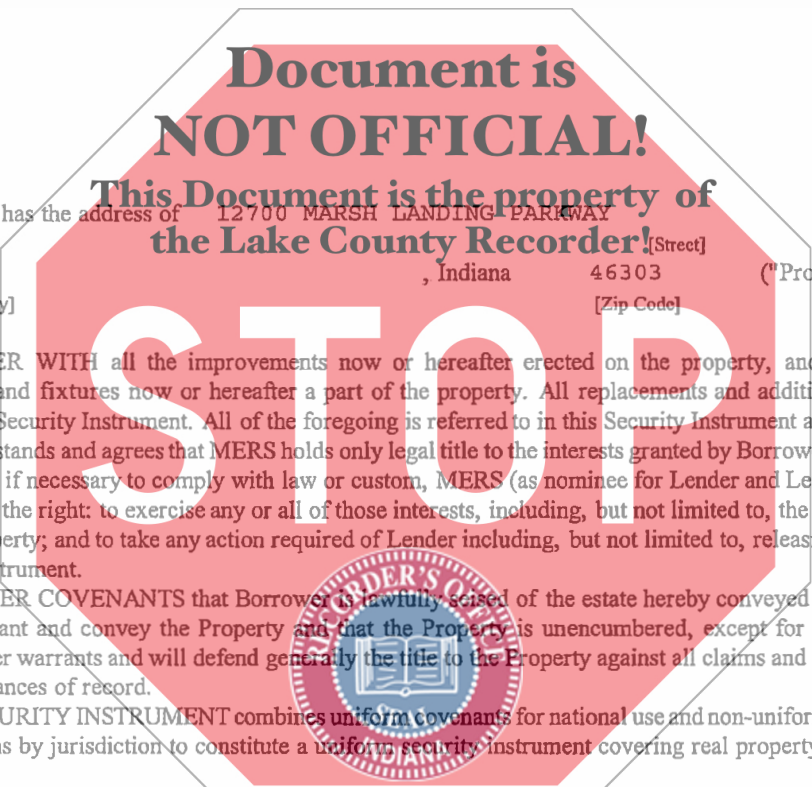 Document is
NOT OFFICIAL!
This Document is the property of
has the address of 12700 MARSH LANDING PARKWAY
the Lake County Recorder! [Street]
, Indiana 46303 ("Pro
y] [Zip Code]
STOP
ER WITH all the improvements now or hereafter erected on the property, and
and fixtures now or hereafter a part of the property. All replacements and addit
Security Instrument. All of the foregoing is referred to in this Security Instrument a
stands and agrees that MERS holds only legal title to the interests granted by Borrow
if necessary to comply with law or custom, MERS (as nominee for Lender and Le
the right: to exercise any or all of those interests, including, but not limited to, the
erty; and to take any action required of Lender including, but not limited to, releas
trument.
ER COVENANTS that Borrower is lawfully seised of the estate hereby conveyed
ant and convey the Property and that the Property is unencumbered, except for
er warrants and will defend generally the title to the Property against all claims and
ances of record.
URITY INSTRUMENT combines uniform covenants for national use and non-unifor
ns by jurisdiction to constitute a uniform security instrument covering real property
RECORDER'S OFFICE
SEAL
INDIANA